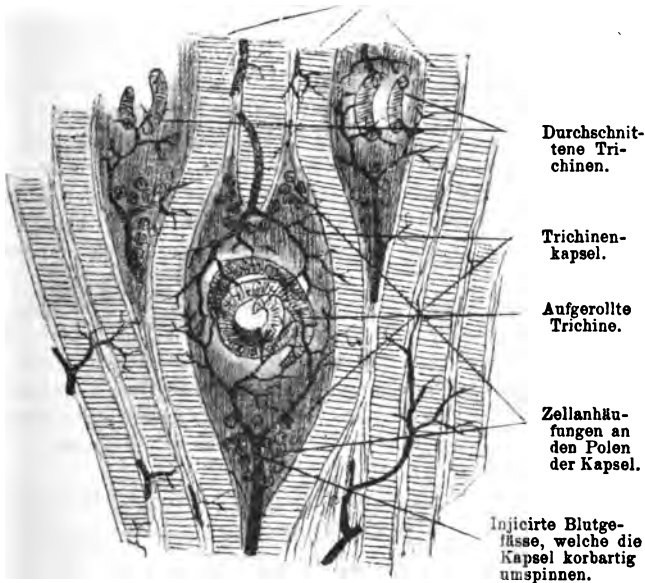 Durchschnit-
tene Tri-
chinen.
Trichinen-
kapsel.
Aufgerollte
Trichine.
Zellanhäu-
fungen an
den Polen
der Kapsel.
Injicirte Blutge-
fässe, welche die
Kapsel korbartig
umspinnen.